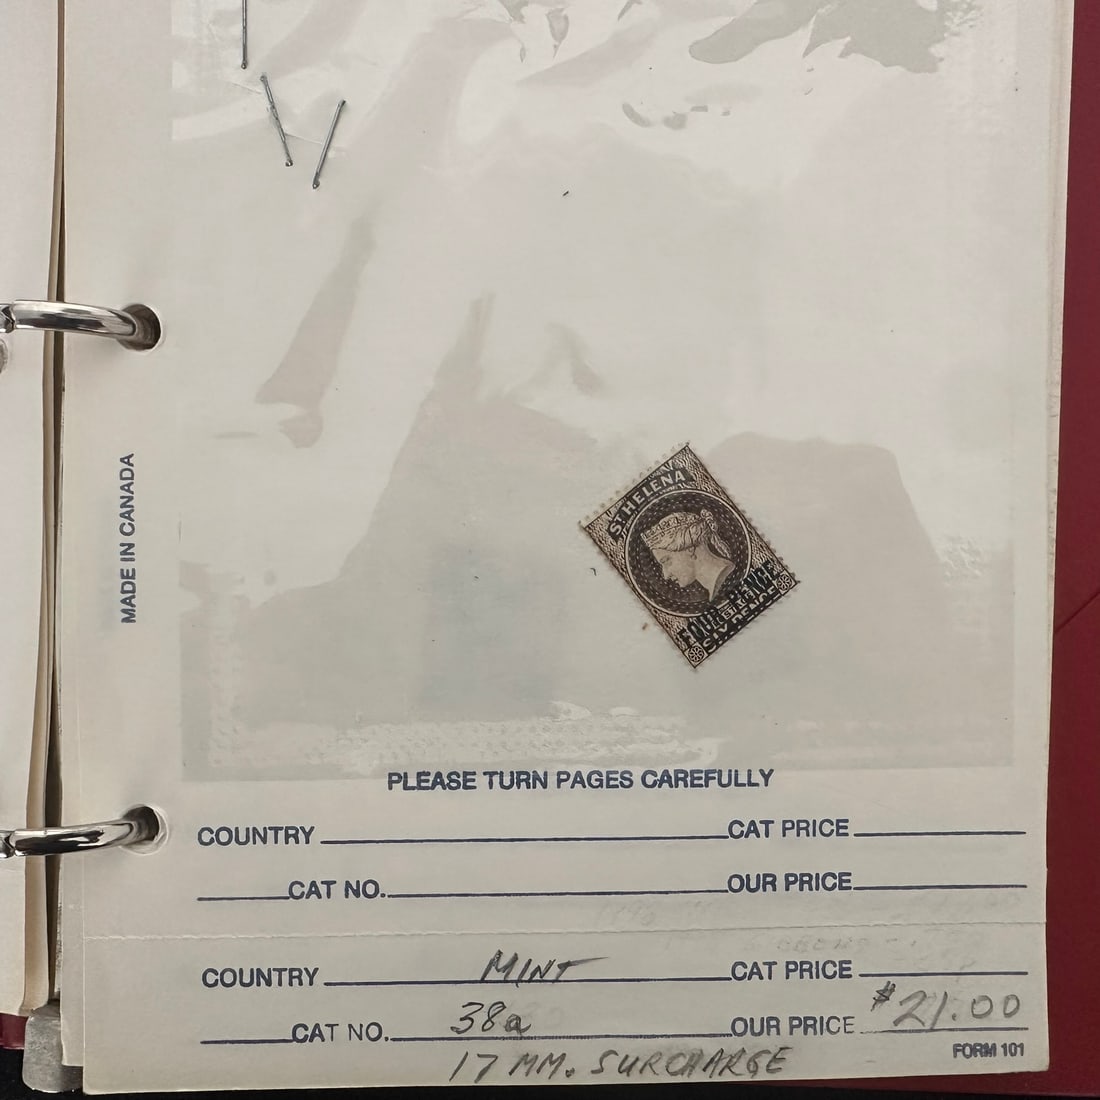 MADE IN CANADA
ST HELENA
FOUR PENCE
SIX PENCE
PLEASE TURN PAGES CAREFULLY
COUNTRY CAT PRICE
CAT NO. OUR PRICE
COUNTRY MINT CAT PRICE
CAT NO. 38a OUR PRICE $21.00
17 MM. SURCHARGE
FORM 101